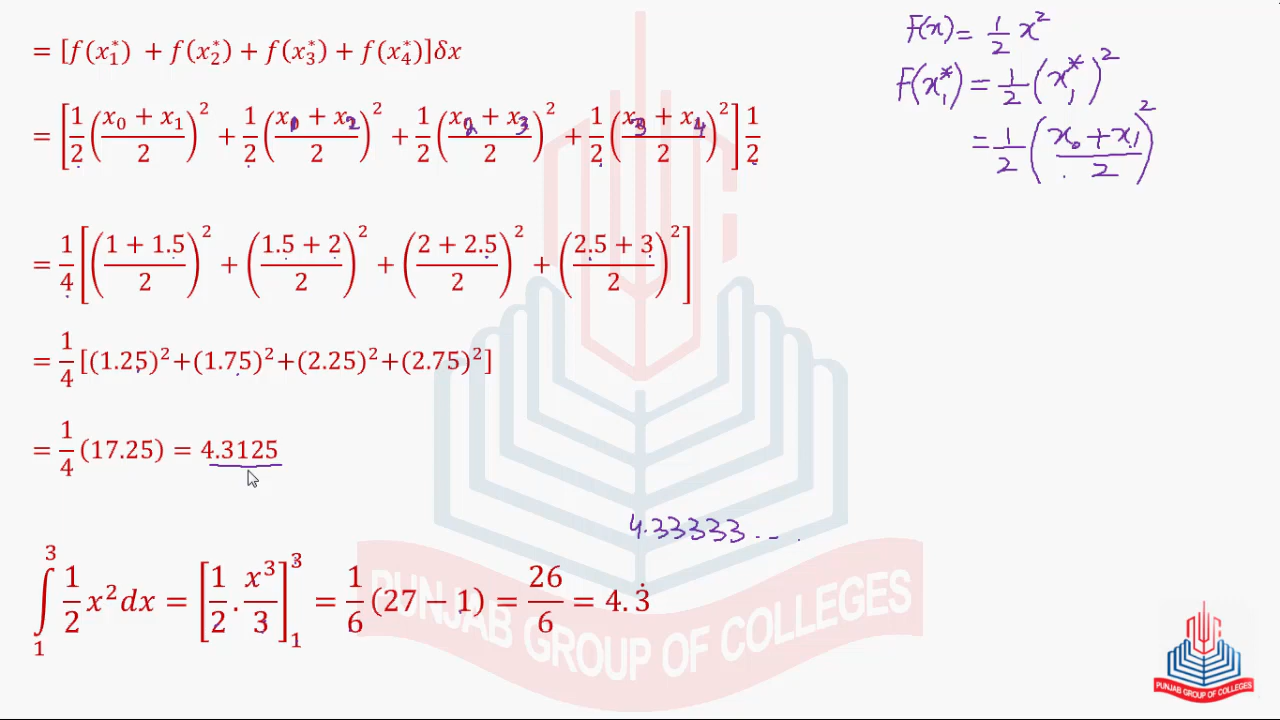 = [f(x₁*) + f(x₂*) + f(x₃*) + f(x₄*)]δx
= [1/2 ((x₀ + x₁)/2)² + 1/2 ((x₁ + x₂)/2)² + 1/2 ((x₂ + x₃)/2)² + 1/2 ((x₃ + x₄)/2)²] 1/2
= 1/4 [((1 + 1.5)/2)² + ((1.5 + 2)/2)² + ((2 + 2.5)/2)² + ((2.5 + 3)/2)²]
= 1/4 [(1.25)²+(1.75)²+(2.25)²+(2.75)²]
= 1/4 (17.25) = 4.3125
∫₁³ 1/2 x²dx = [1/2 . x³/3]₁³ = 1/6 (27 − 1) = 26/6 = 4.3̇
4.33333 . – .
F(x) = 1/2 x²
F(x₁*) = 1/2 (x₁*)²
= 1/2 ((x₀ + x₁)/2)²
PUNJAB GROUP OF COLLEGES
PUNJAB GROUP OF COLLEGES